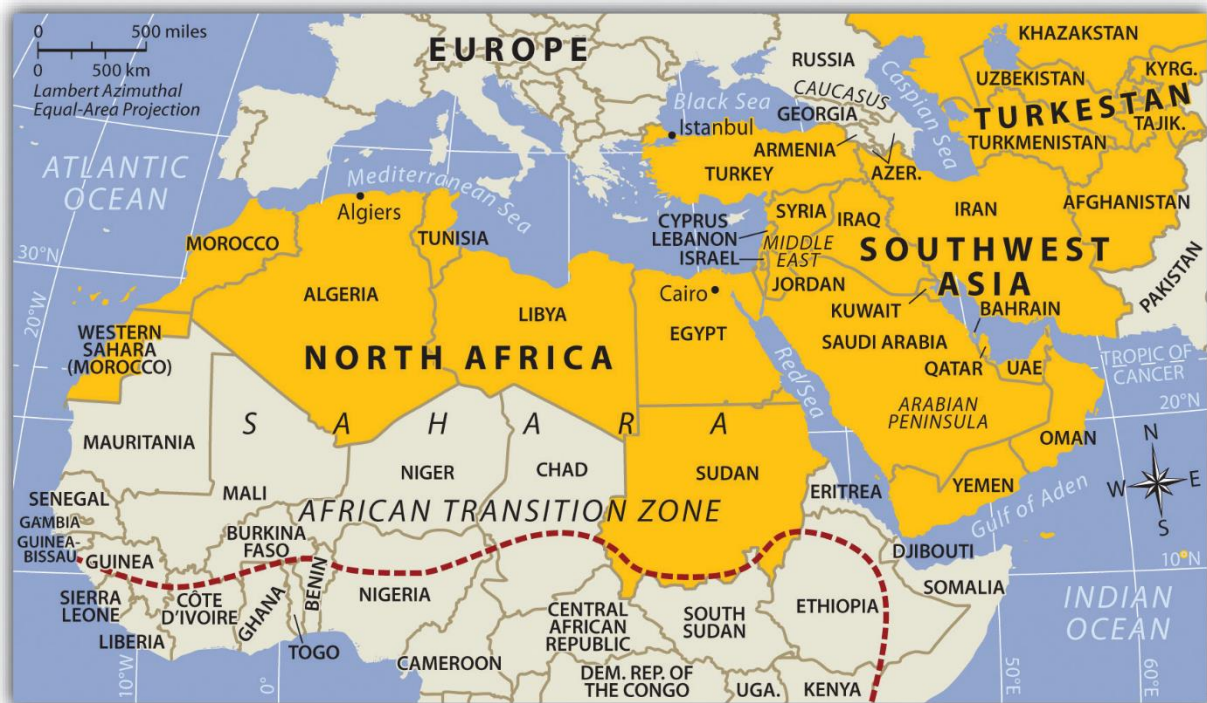 0 500 miles
0 500 km
Lambert Azimuthal
Equal-Area Projection
EUROPE
RUSSIA
CAUCASUS
GEORGIA
Black Sea
Caspian Sea
KAZAKSTAN
UZBEKISTAN
KYRG.
TURKESTAN
TAJIK.
TURKMENISTAN
Istanbul
ARMENIA
TURKEY
AZER.
ATLANTIC
OCEAN
Mediterranean Sea
Algiers
MOROCCO
TUNISIA
CYPRUS
LEBANON
ISRAEL
SYRIA
IRAQ
MIDDLE
EAST
JORDAN
IRAN
AFGHANISTAN
SOUTHWEST
ASIA
PAKISTAN
30°N
20°W
ALGERIA
LIBYA
Cairo
EGYPT
KUWAIT
BAHRAIN
SAUDI ARABIA
QATAR
UAE
TROPIC OF
CANCER
20°N
WESTERN
SAHARA
(MOROCCO)
NORTH AFRICA
Red Sea
ARABIAN
PENINSULA
OMAN
SAHARA
MAURITANIA
MALI
NIGER
CHAD
SUDAN
ERITREA
YEMEN
Gulf of Aden
N
W E
S
SENEGAL
GAMBIA
GUINEA-
BISSAU
GUINEA
BURKINA
FASO
AFRICAN TRANSITION ZONE
DJIBOUTI
10°N
SOMALIA
SIERRA
LEONE
LIBERIA
CÔTE
D'IVOIRE
GHANA
TOGO
BENIN
NIGERIA
CAMEROON
CENTRAL
AFRICAN
REPUBLIC
SOUTH
SUDAN
ETHIOPIA
INDIAN
OCEAN
DEM. REP. OF
THE CONGO
UGA.
KENYA
10°W
0°
50°E
60°E